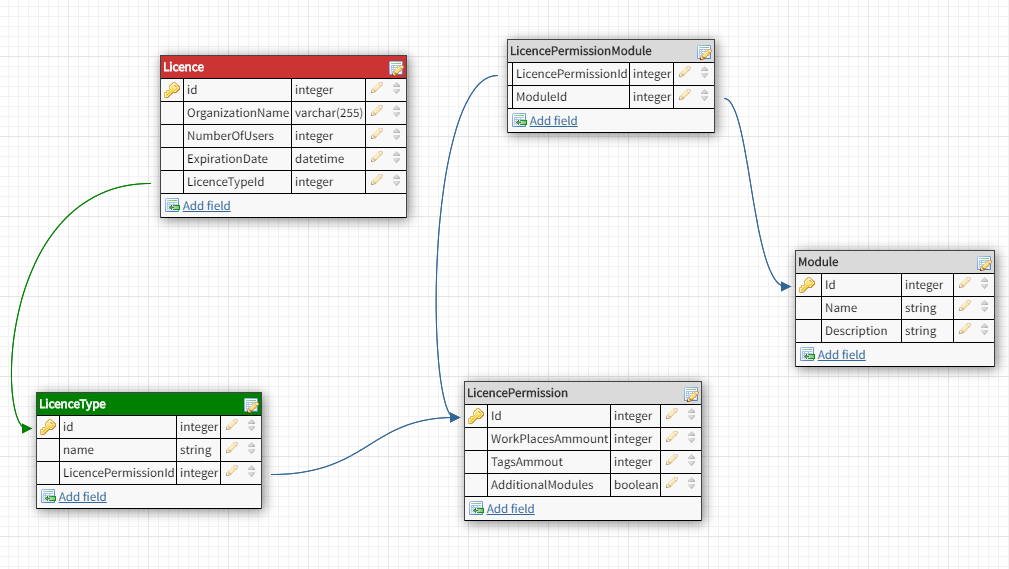 Licence
id integer
OrganizationName varchar(255)
NumberOfUsers integer
ExpirationDate datetime
LicenceTypeId integer
Add field
LicencePermissionModule
LicencePermissionId integer
ModuleId integer
Add field
Module
Id integer
Name string
Description string
Add field
LicenceType
id integer
name string
LicencePermissionId integer
Add field
LicencePermission
Id integer
WorkPlacesAmmount integer
TagsAmmout integer
AdditionalModules boolean
Add field